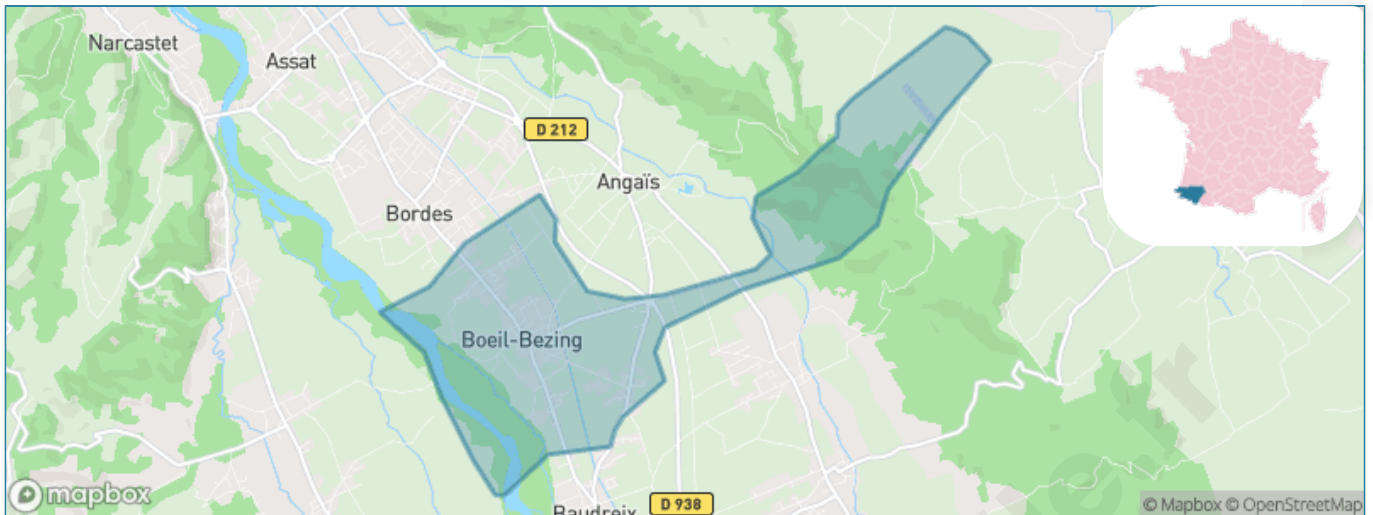 Narcastet
Assat
D 212
Angaïs
Bordes
Boeil-Bezing
Baudreix
D 938
mapbox
© Mapbox © OpenStreetMap